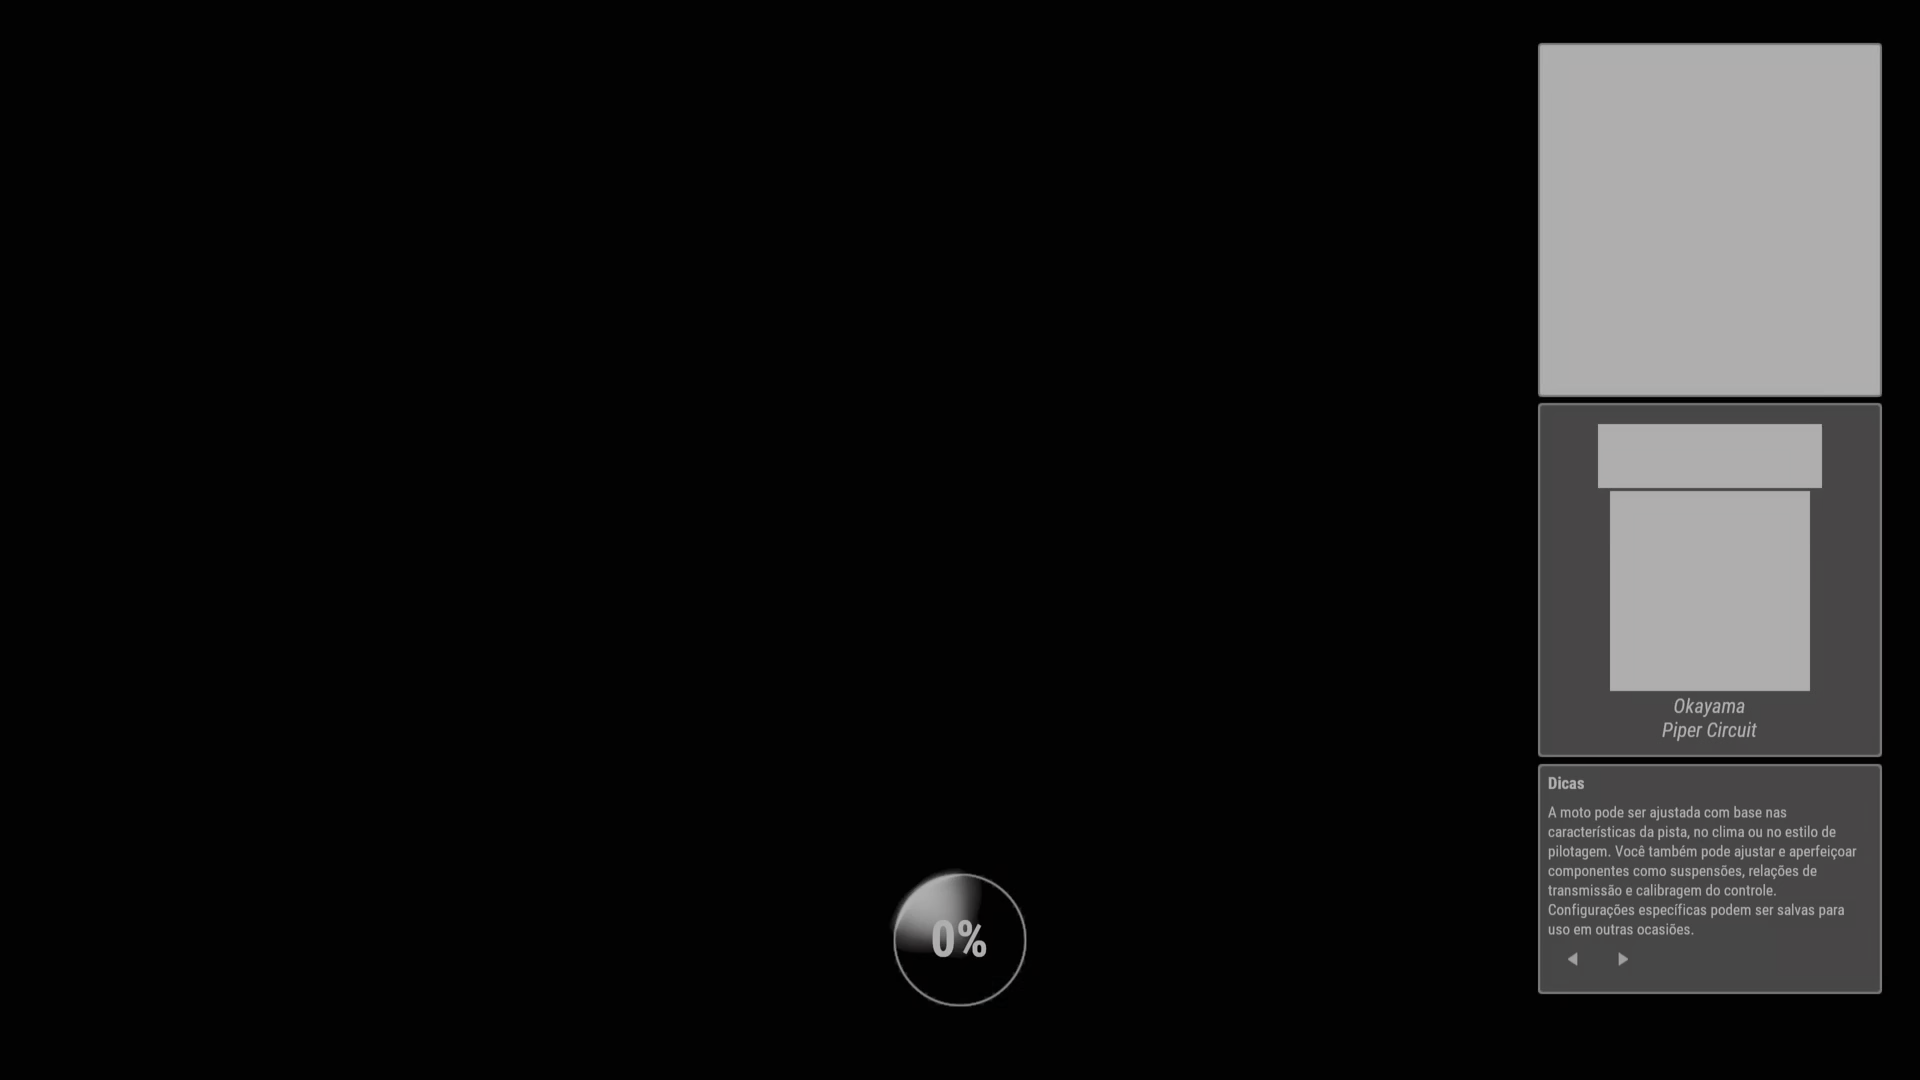 Okayama
Piper Circuit
Dicas
A moto pode ser ajustada com base nas
características da pista, no clima ou no estilo de
pilotagem. Você também pode ajustar e aperfeiçoar
componentes como suspensões, relações de
transmissão e calibragem do controle.
Configurações específicas podem ser salvas para
uso em outras ocasiões.
0%